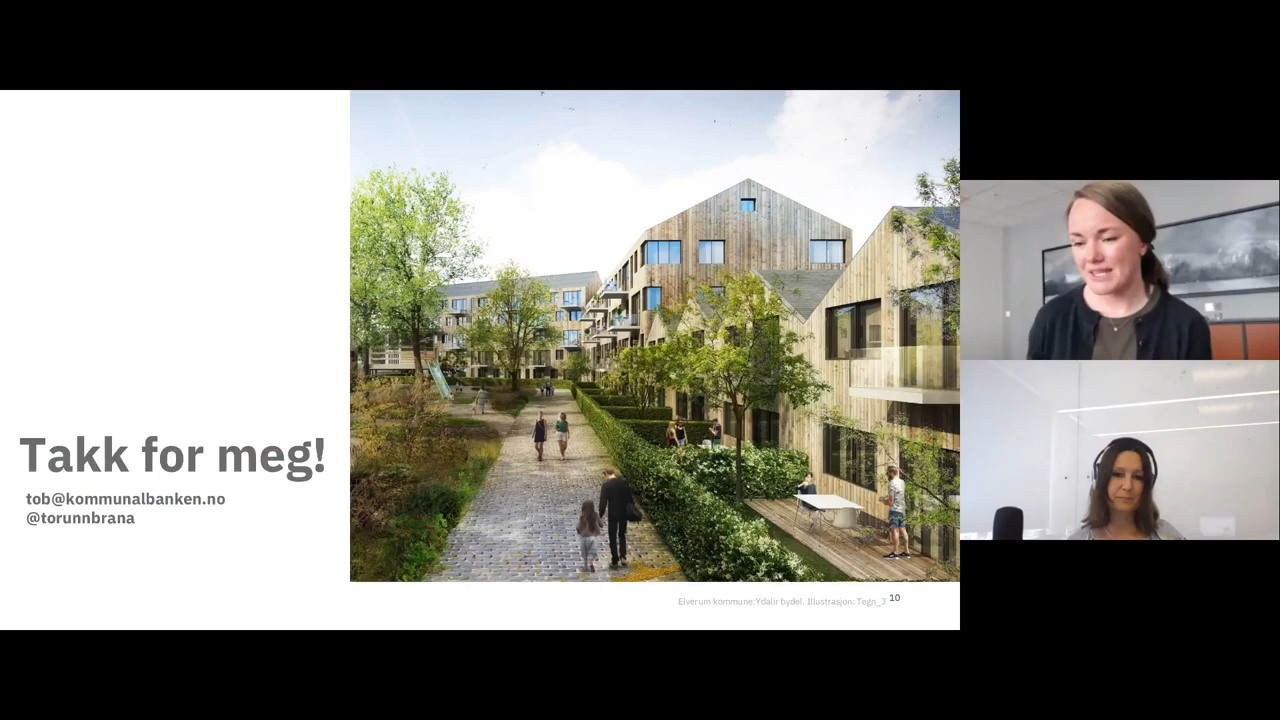 Takk for meg!
tob@kommunalbanken.no
@torunnbrana
Elverum kommune:Ydalir bydel. Illustrasjon: Tegn_3
10